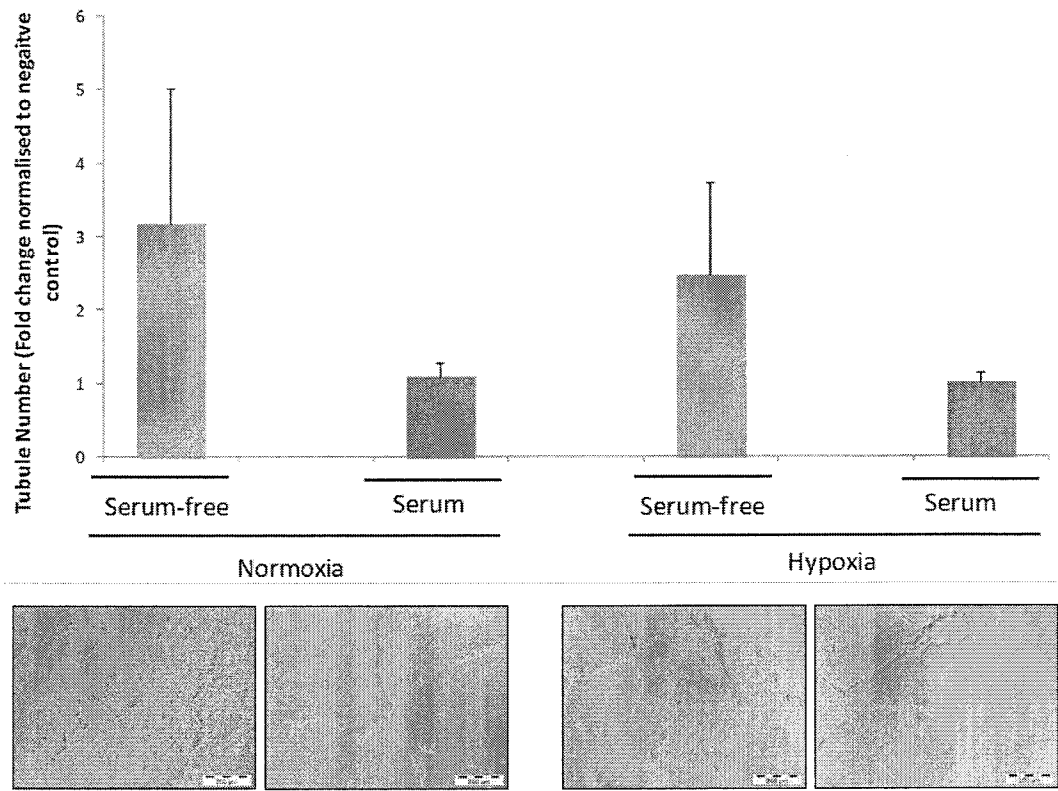 Tubule Number (Fold change normalised to negaitve
control)
6
5
4
3
2
1
0
Serum-free
Serum
Serum-free
Serum
Normoxia
Hypoxia